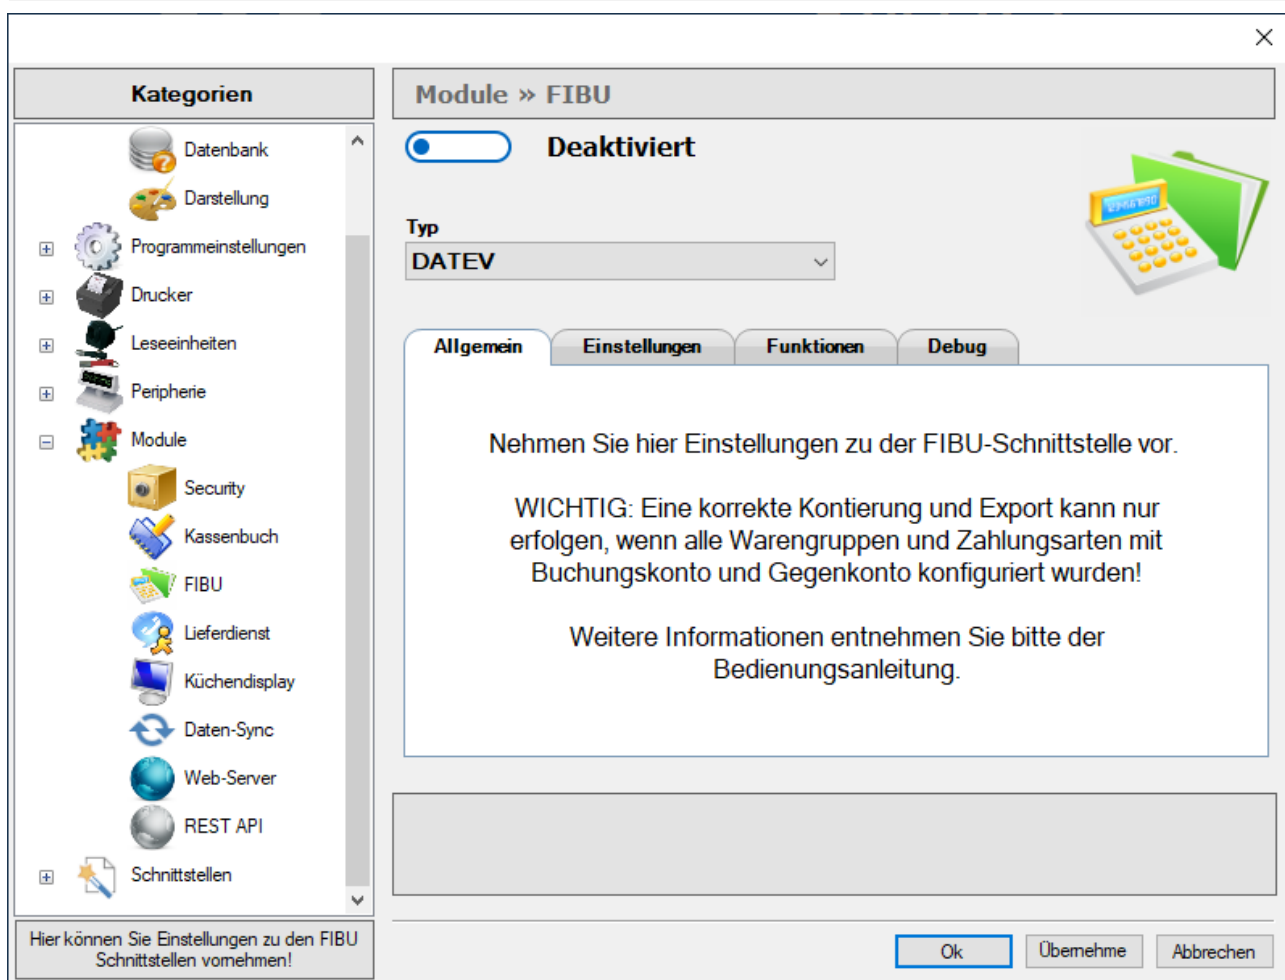 Kategorien
Datenbank
Darstellung
Programmeinstellungen
Drucker
Leseeinheiten
Peripherie
Module
Security
Kassenbuch
FIBU
Lieferdienst
Küchendisplay
Daten-Sync
Web-Server
REST API
Schnittstellen
Hier können Sie Einstellungen zu den FIBU
Schnittstellen vornehmen!
Module » FIBU
Deaktiviert
Typ
DATEV
Allgemein Einstellungen Funktionen Debug
Nehmen Sie hier Einstellungen zu der FIBU-Schnittstelle vor.
WICHTIG: Eine korrekte Kontierung und Export kann nur
erfolgen, wenn alle Warengruppen und Zahlungsarten mit
Buchungskonto und Gegenkonto konfiguriert wurden!
Weitere Informationen entnehmen Sie bitte der
Bedienungsanleitung.
Ok Übernehme Abbrechen